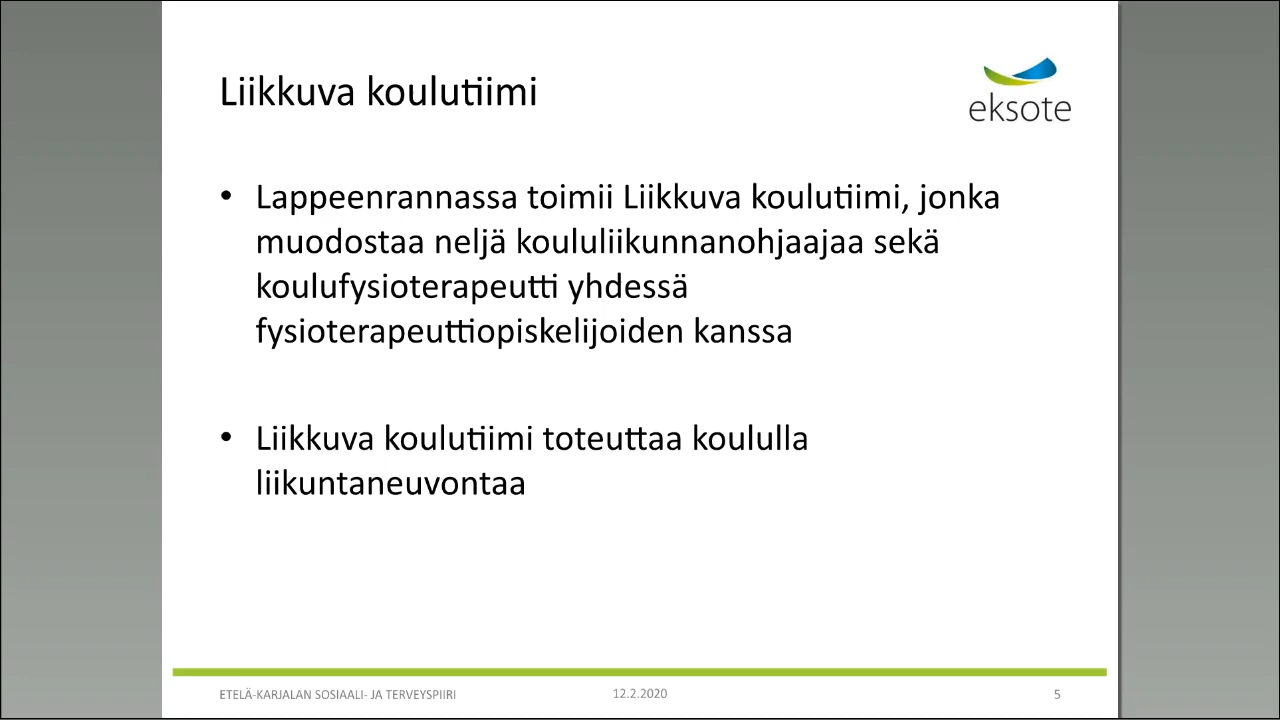 Liikkuva koulutiimi
eksote
• Lappeenrannassa toimii Liikkuva koulutiimi, jonka
muodostaa neljä koululiikunnanohjaajaa sekä
koulufysioterapeutti yhdessä
fysioterapeuttiopiskelijoiden kanssa
• Liikkuva koulutiimi toteuttaa koululla
liikuntaneuvontaa
ETELÄ-KARJALAN SOSIAALI- JA TERVEYSPIIRI
12.2.2020
5